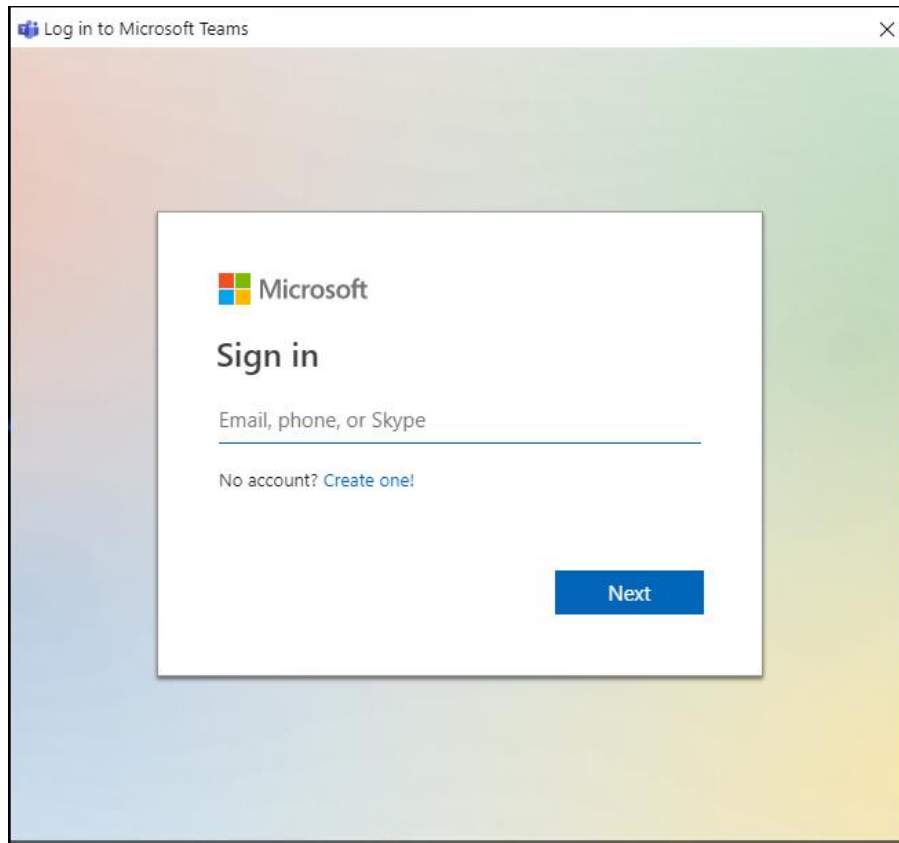 Log in to Microsoft Teams
Microsoft
Sign in
Email, phone, or Skype
No account? Create one!
Next